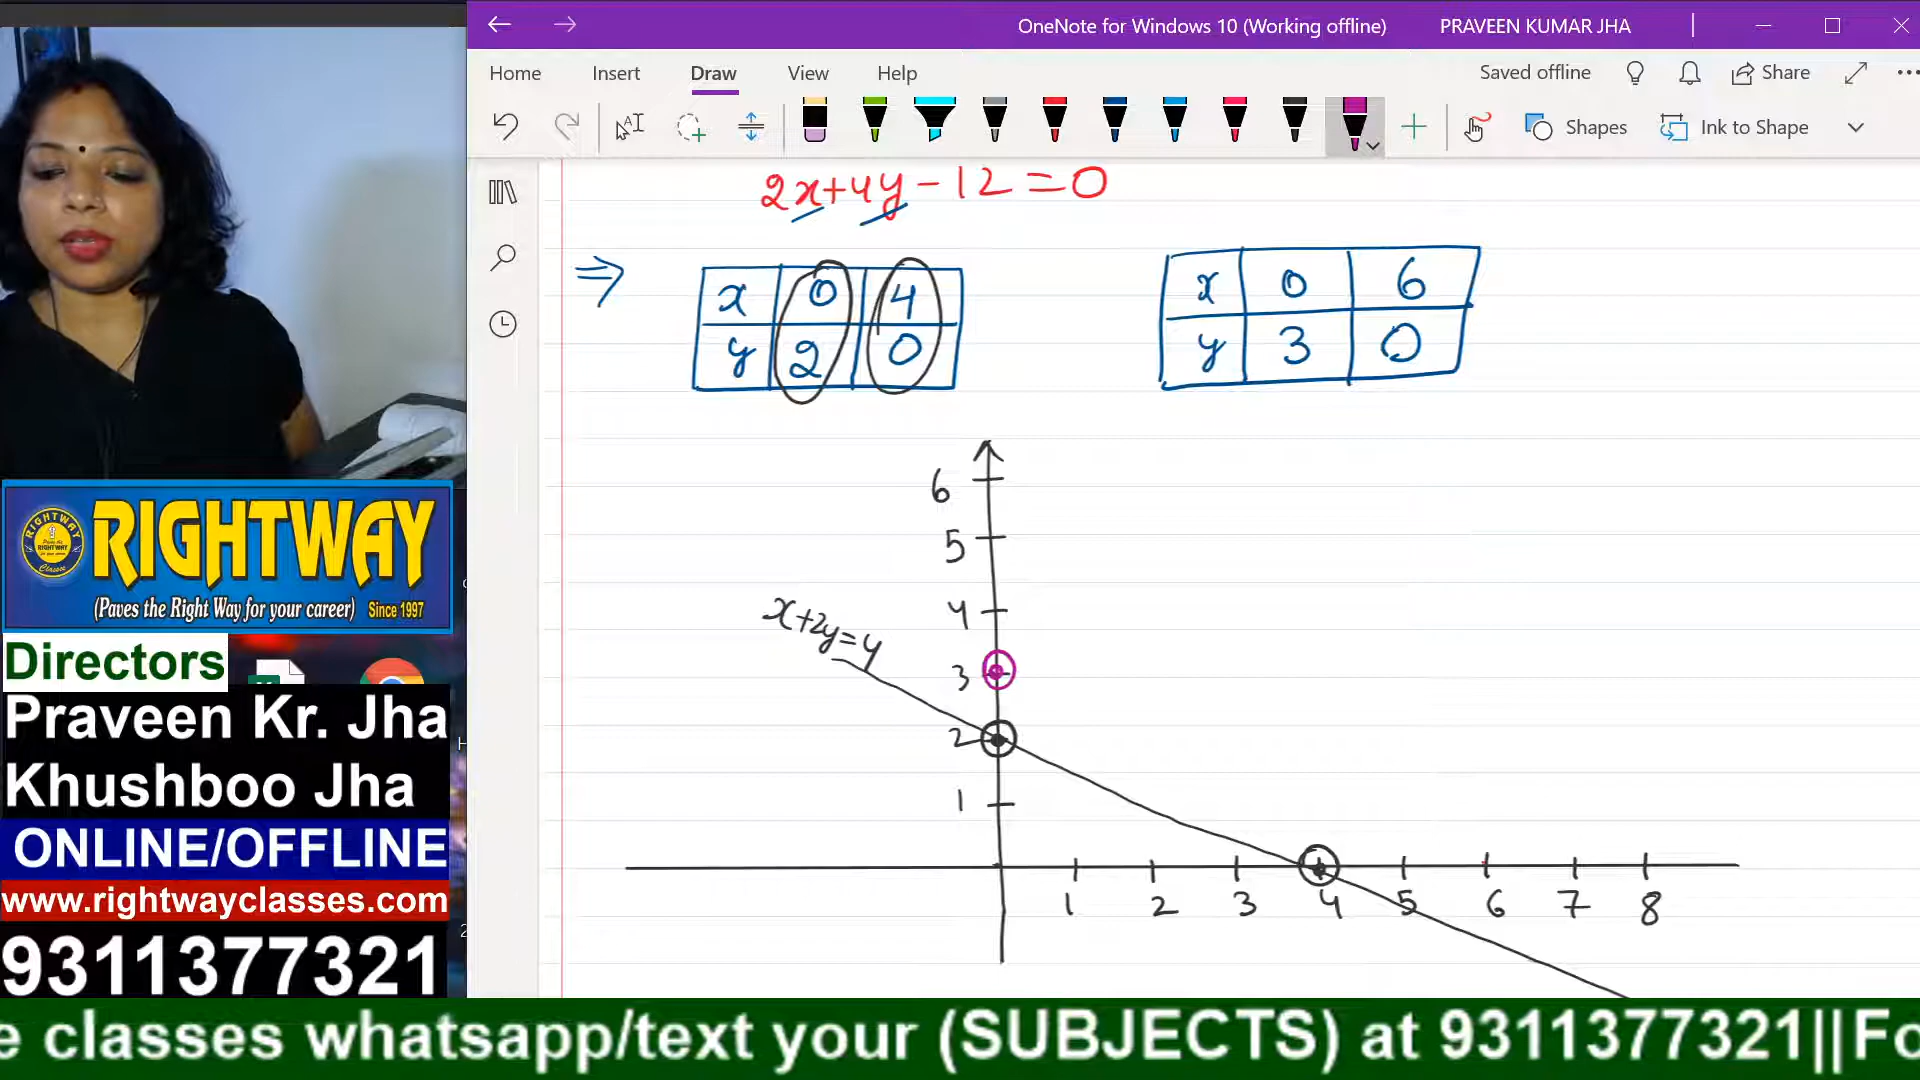 OneNote for Windows 10 (Working offline) PRAVEEN KUMAR JHA
Home Insert Draw View Help Saved offline Share
Shapes Ink to Shape
2x+4y-12=0
⇒
x 0 4
y 2 0
x 0 6
y 3 0
6
5
4
3
2
1
x+2y=4
1 2 3 4 5 6 7 8
RIGHTWAY
Classes
RIGHTWAY
(Paves the Right Way for your career) Since 1997
Directors
Praveen Kr. Jha
Khushboo Jha
ONLINE/OFFLINE
www.rightwayclasses.com
9311377321
e classes whatsapp/text your (SUBJECTS) at 9311377321||Fo